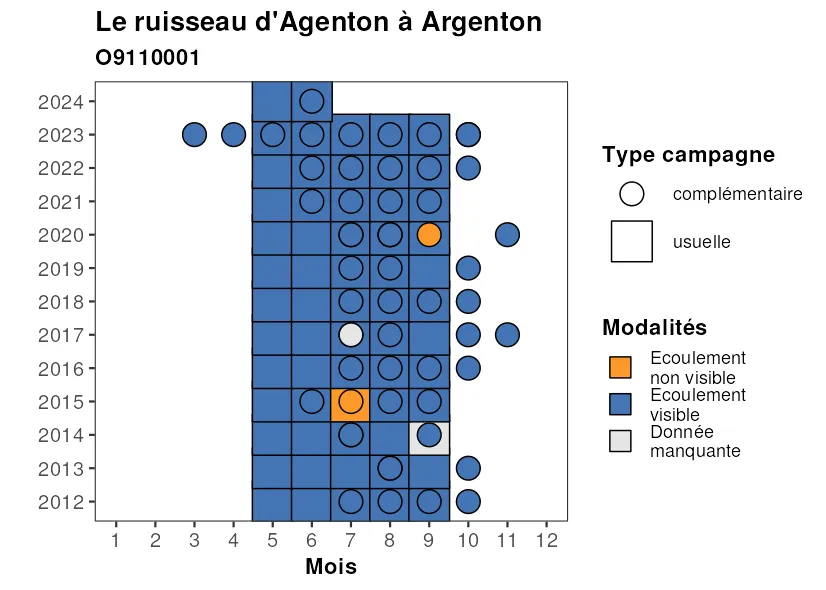 Le ruisseau d'Agenton à Argenton
O9110001
2024
2023
2022
2021
2020
2019
2018
2017
2016
2015
2014
2013
2012
1 2 3 4 5 6 7 8 9 10 11 12
Mois
Type campagne
complémentaire
usuelle
Modalités
Ecoulement
non visible
Ecoulement
visible
Donnée
manquante